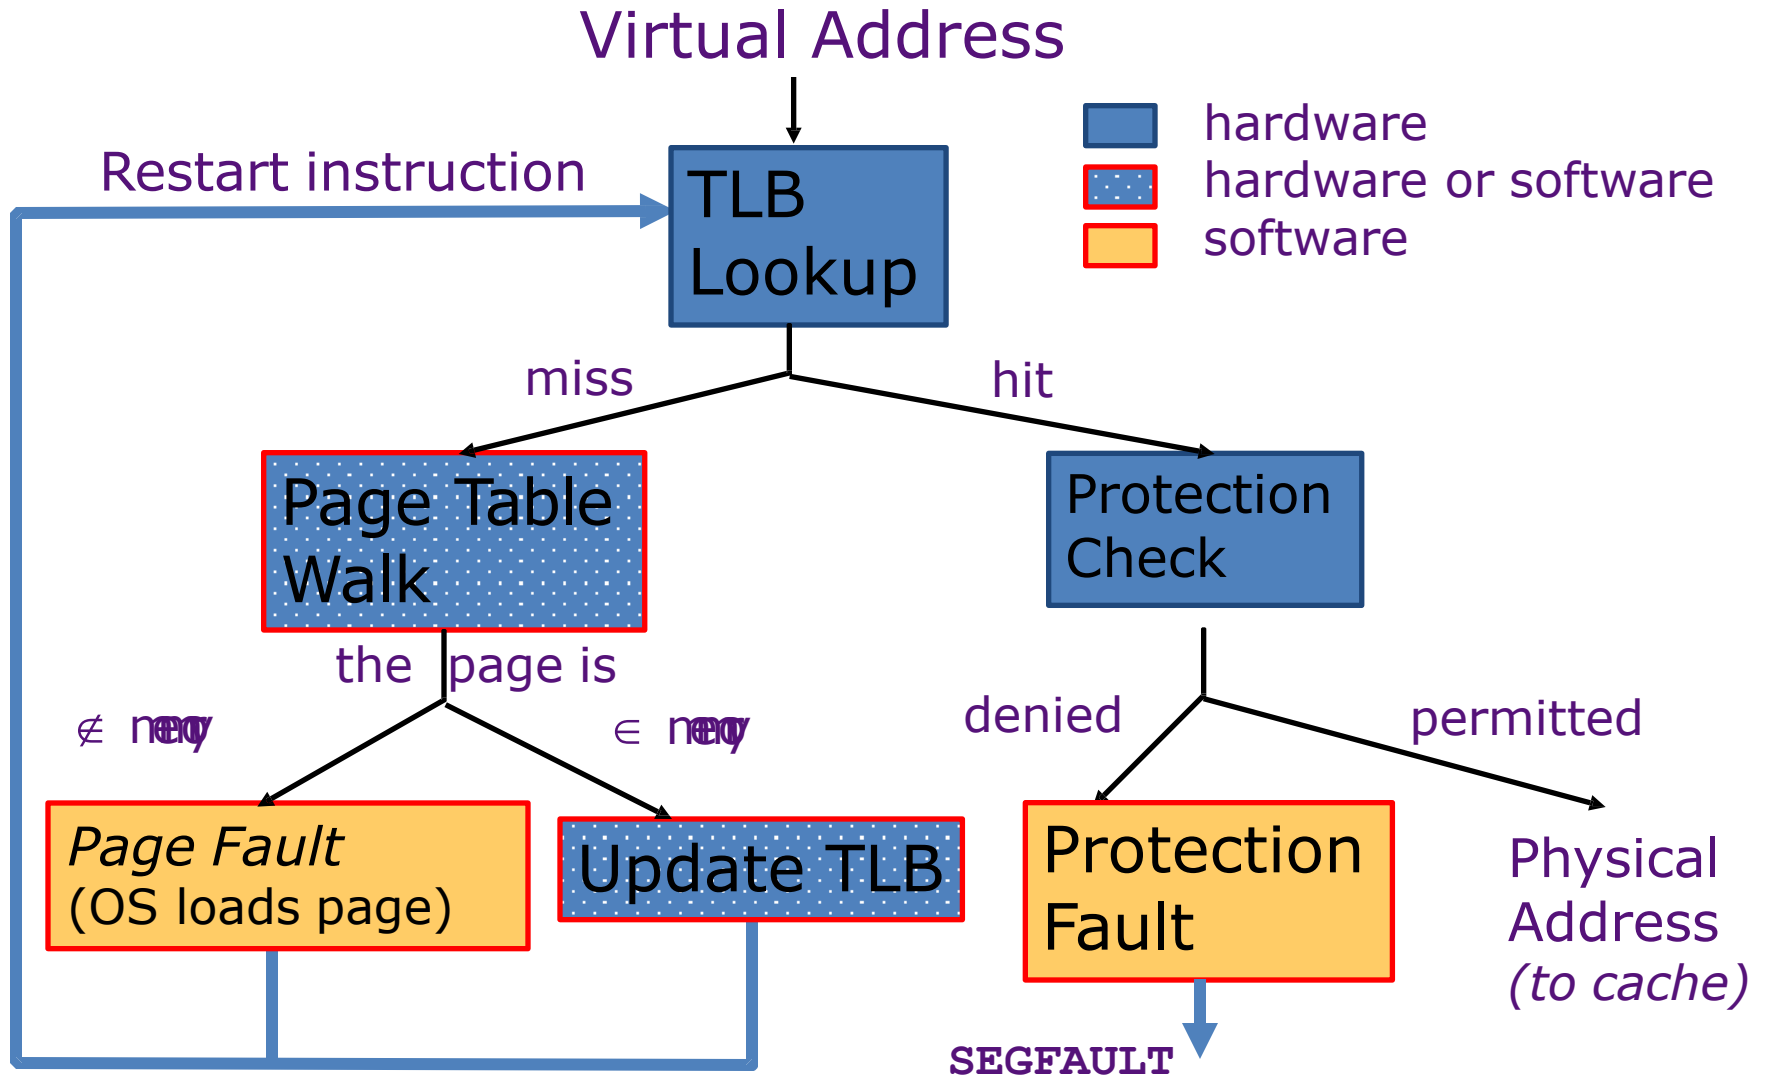 Virtual Address
hardware
hardware or software
software
Restart instruction
TLB
Lookup
miss
hit
Page Table
Walk
Protection
Check
the page is
∉
∈
denied
permitted
Page Fault
(OS loads page)
Update TLB
Protection
Fault
Physical
Address
(to cache)
SEGFAULT